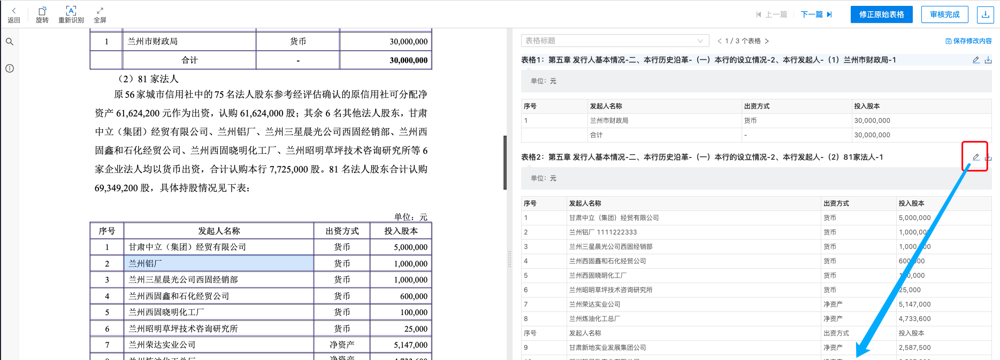 返回
旋转
重新识别
全屏
上一篇
下一篇
修正原始表格
审核完成
1 兰州市财政局 货币 30,000,000
合计 - 30,000,000
（2）81 家法人
原 56 家城市信用社中的 75 名法人股东参考经评估确认的原信用社可分配净
资产 61,624,200 元作为出资，认购 61,624,000 股；其余 6 名其他法人股东，甘肃
中立（集团）经贸有限公司、兰州铝厂、兰州三星晨光公司西固经销部、兰州西
固鑫和石化经贸公司、兰州西固晓明化工厂、兰州昭明草坪技术咨询研究所等 6
家企业法人均以货币出资，合计认购本行 7,725,000 股。81 名法人股东合计认购
69,349,200 股，具体持股情况见下表：
单位：元
序号 发起人名称 出资方式 投入股本
1 甘肃中立（集团）经贸有限公司 货币 5,000,000
2 兰州铝厂 货币 1,000,000
3 兰州三星晨光公司西固经销部 货币 1,000,000
4 兰州西固鑫和石化经贸公司 货币 600,000
5 兰州西固晓明化工厂 货币 100,000
6 兰州昭明草坪技术咨询研究所 货币 25,000
7 兰州荣达实业公司 净资产 5,147,000
8 兰州炼油化工总厂 净资产 4,733,600
表格标题
1 / 3 个表格
保存修改内容
表格1：第五章 发行人基本情况-二、本行历史沿革-（一）本行的设立情况-2、本行发起人-（1）兰州市财政局-1
单位：元
序号 发起人名称 出资方式 投入股本
1 兰州市财政局 货币 30,000,000
合计 - 30,000,000
表格2：第五章 发行人基本情况-二、本行历史沿革-（一）本行的设立情况-2、本行发起人-（2）81家法人-1
单位：元
序号 发起人名称 出资方式 投入股本
1 甘肃中立（集团）经贸有限公司 货币 5,000,000
2 兰州铝厂 1111222333 货币 1,000,000
3 兰州三星晨光公司西固经销部 货币 1,000,000
4 兰州西固鑫和石化经贸公司 货币 600,000
5 兰州西固晓明化工厂 货币 100,000
6 兰州昭明草坪技术咨询研究所 货币 25,000
7 兰州荣达实业公司 净资产 5,147,000
8 兰州炼油化工总厂 净资产 4,733,600
序号 发起人名称 出资方式 投入股本
9 甘肃新地实业发展集团公司 净资产 2,587,500